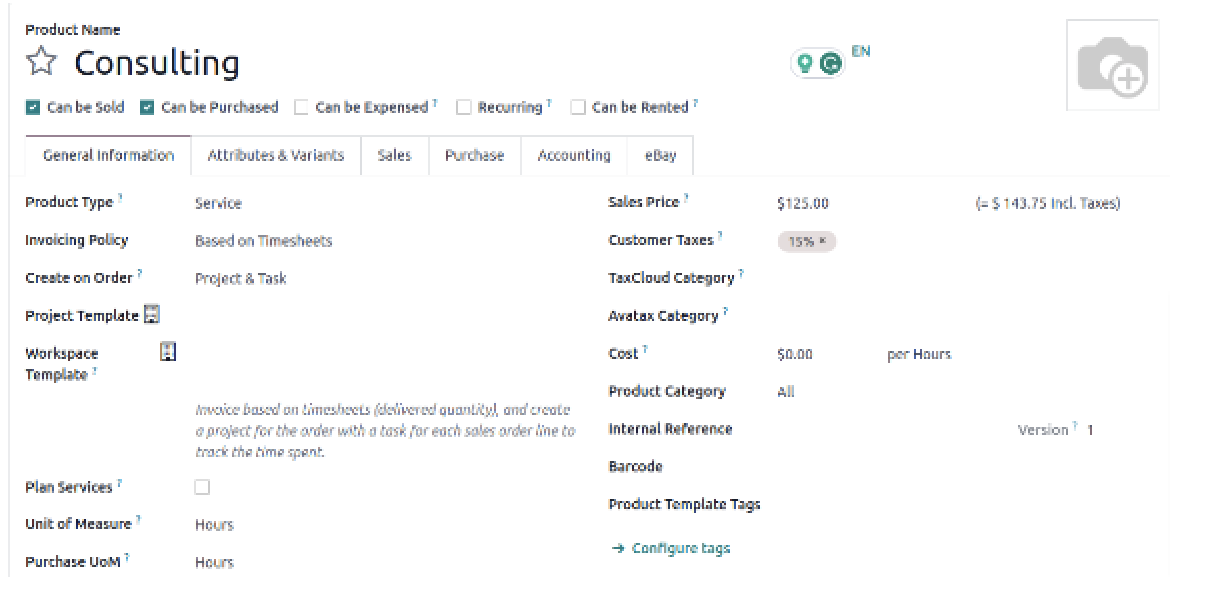 Product Name
Consulting
EN
Can be Sold Can be Purchased Can be Expensed ? Recurring ? Can be Rented ?
General Information Attributes & Variants Sales Purchase Accounting eBay
Product Type ? Service
Sales Price ? $125.00 (= $ 143.75 Incl. Taxes)
Invoicing Policy Based on Timesheets
Customer Taxes ? 15% ×
Create on Order ? Project & Task
TaxCloud Category ?
Project Template
Avatax Category ?
Workspace
Template ?
Cost ? $0.00 per Hours
Product Category All
Invoice based on timesheets (delivered quantity), and create
a project for the order with a task for each sales order line to
track the time spent.
Internal Reference Version ? 1
Barcode
Plan Services ?
Product Template Tags
Unit of Measure ? Hours
→ Configure tags
Purchase UoM ? Hours